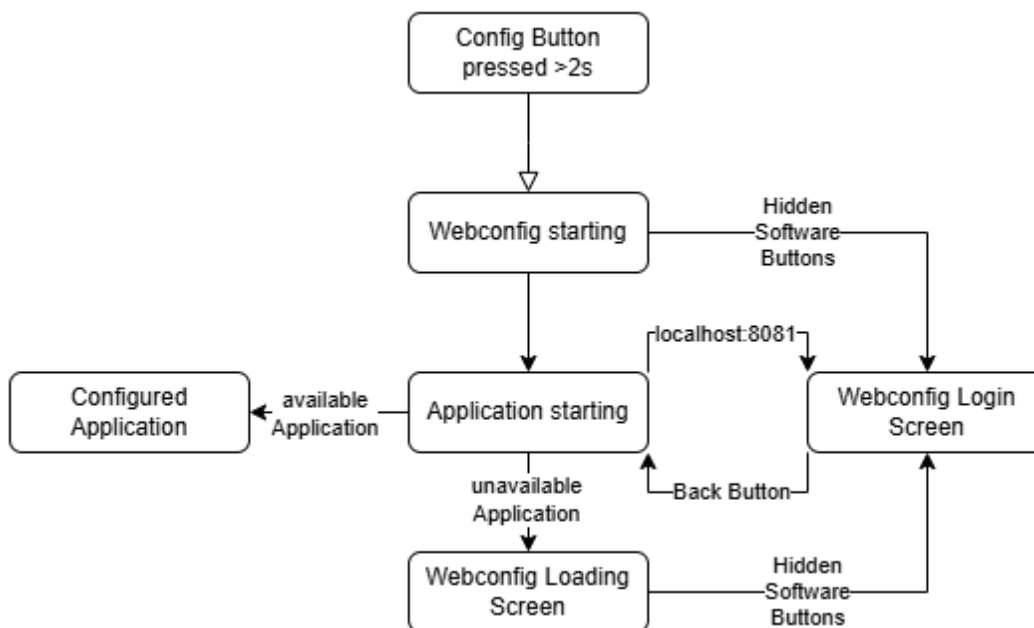 Config Button
pressed >2s
Webconfig starting
Hidden
Software
Buttons
localhost:8081
Configured
Application
available
Application
Application starting
Webconfig Login
Screen
unavailable
Application
Back Button
Webconfig Loading
Screen
Hidden
Software
Buttons